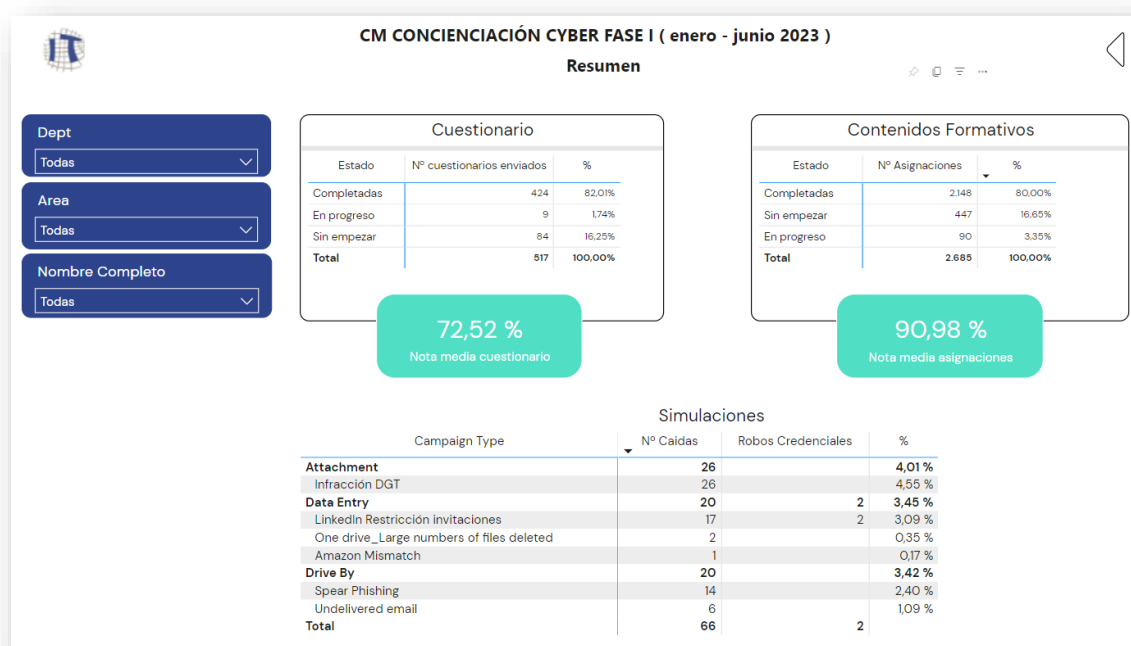 IT
CM CONCIENCIACIÓN CYBER FASE I ( enero - junio 2023 )
Resumen
Dept
Todas
Area
Todas
Nombre Completo
Todas
Cuestionario
Estado Nº cuestionarios enviados %
Completadas 424 82,01%
En progreso 9 1,74%
Sin empezar 84 16,25%
Total 517 100,00%
72,52 %
Nota media cuestionario
Contenidos Formativos
Estado Nº Asignaciones %
Completadas 2.148 80,00%
Sin empezar 447 16,65%
En progreso 90 3,35%
Total 2.685 100,00%
90,98 %
Nota media asignaciones
Simulaciones
Campaign Type Nº Caidas Robos Credenciales %
Attachment 26 4,01 %
Infracción DGT 26 4,55 %
Data Entry 20 2 3,45 %
LinkedIn Restricción invitaciones 17 2 3,09 %
One drive_Large numbers of files deleted 2 0,35 %
Amazon Mismatch 1 0,17 %
Drive By 20 3,42 %
Spear Phishing 14 2,40 %
Undelivered email 6 1,09 %
Total 66 2